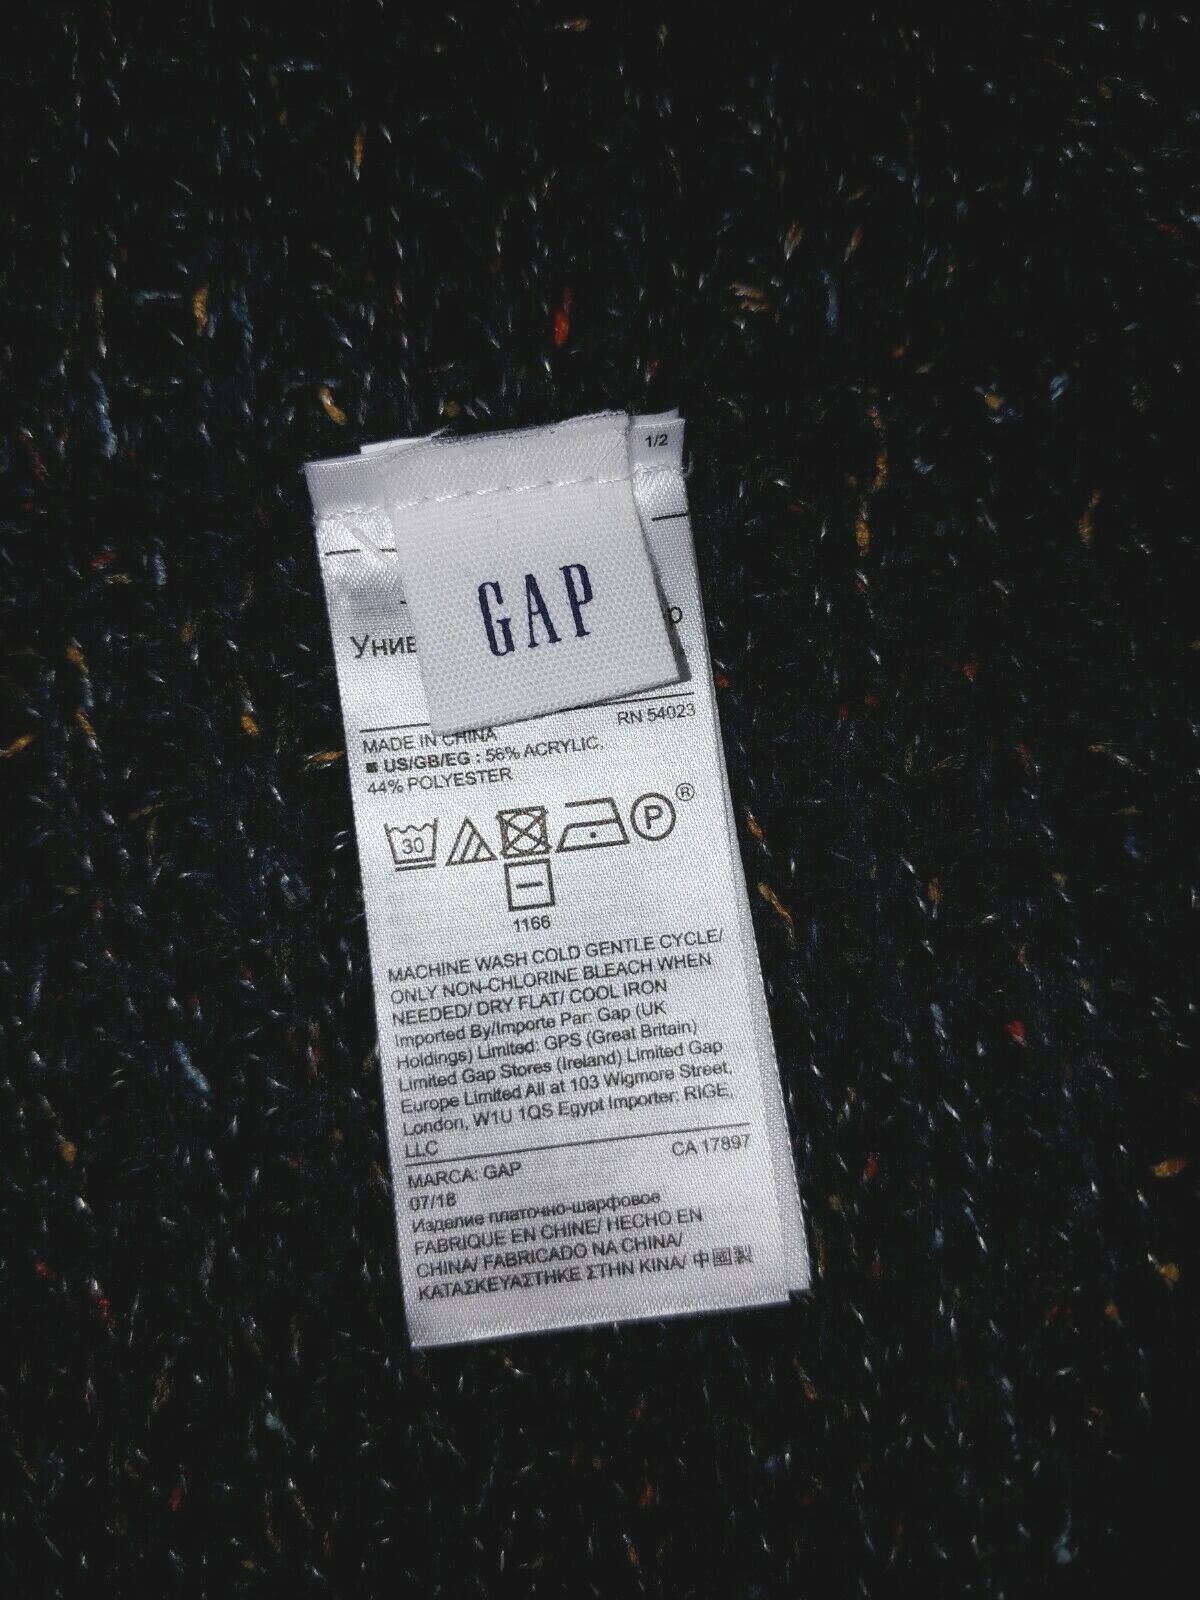 1/2
GAP
RN 54023
MADE IN CHINA
■ US/GB/EG : 56% ACRYLIC,
44% POLYESTER
30
P
®
1166
MACHINE WASH COLD GENTLE CYCLE/
ONLY NON-CHLORINE BLEACH WHEN
NEEDED/ DRY FLAT/ COOL IRON
Imported By/Importe Par: Gap (UK
Holdings) Limited: GPS (Great Britain)
Limited Gap Stores (Ireland) Limited Gap
Europe Limited All at 103 Wigmore Street,
London, W1U 1QS Egypt Importer: RIGE,
LLC
CA 17897
MARCA: GAP
07/18
Изделие платочно-шарфовое
FABRIQUE EN CHINE/ HECHO EN
CHINA/ FABRICADO NA CHINA/
ΚΑΤΑΣΚΕΥΑΣΤΗΚΕ ΣΤΗΝ ΚΙΝΑ/ 中國製